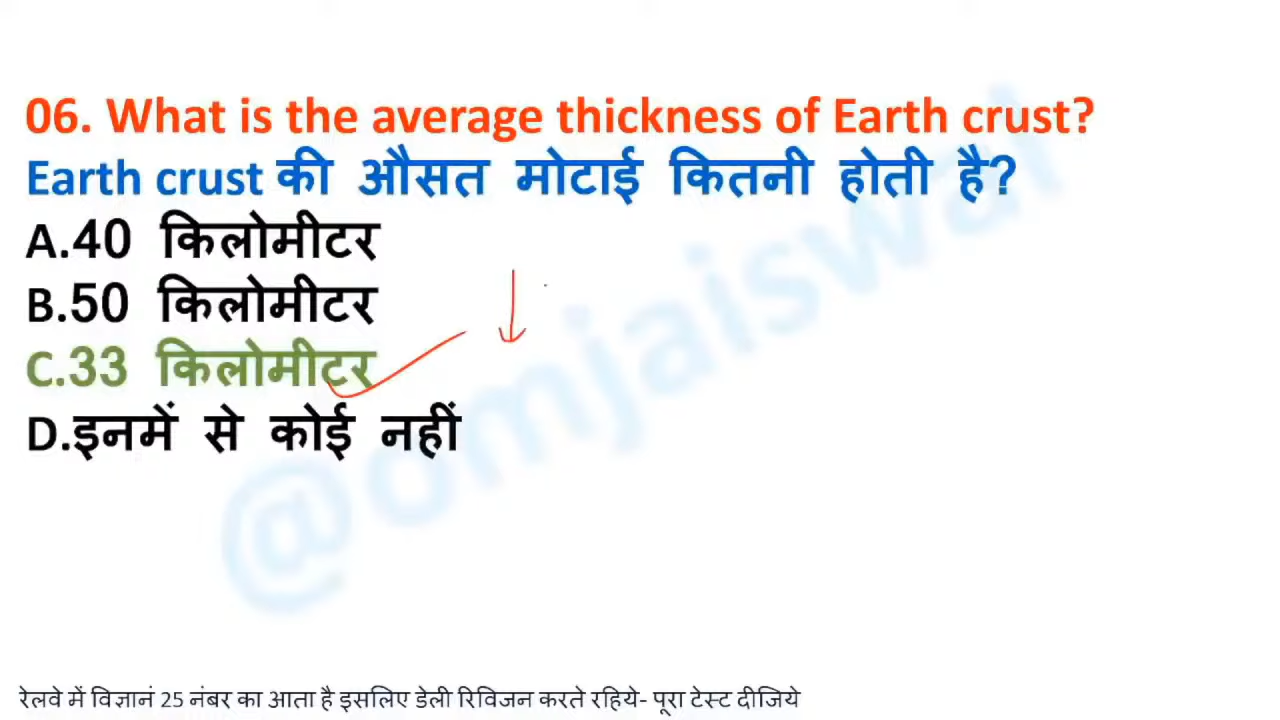 06. What is the average thickness of Earth crust?
Earth crust की औसत मोटाई कितनी होती है?
A.40 किलोमीटर
B.50 किलोमीटर
C.33 किलोमीटर
D.इनमें से कोई नहीं
@omjaiswal
रेलवे में विज्ञानं 25 नंबर का आता है इसलिए डेली रिविजन करते रहिये- पूरा टेस्ट दीजिये